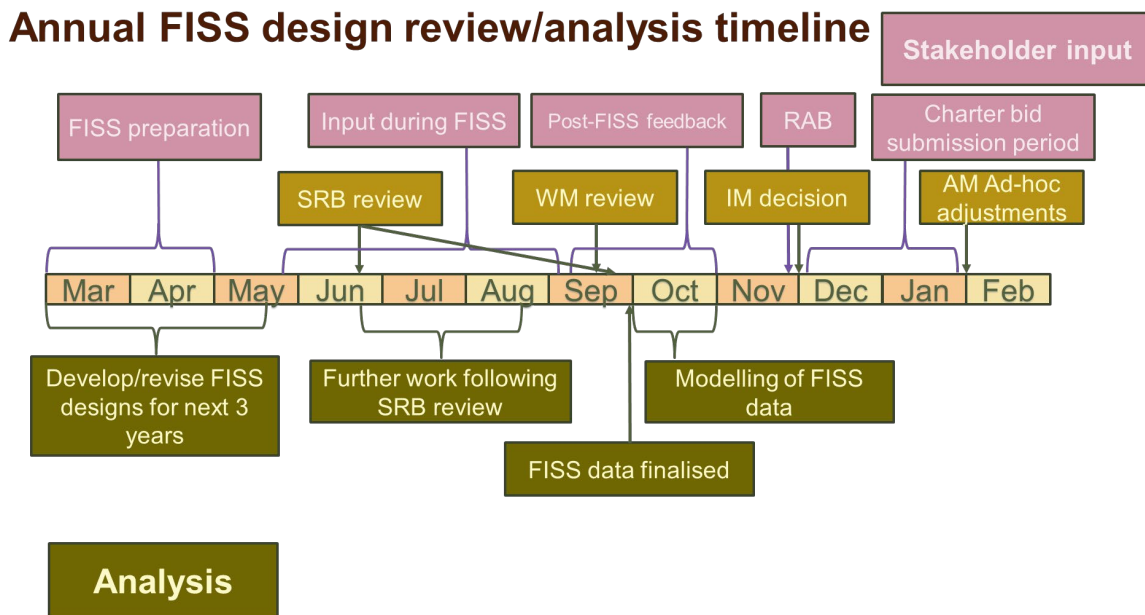 Annual FISS design review/analysis timeline
Stakeholder input
FISS preparation
Input during FISS
Post-FISS feedback
RAB
Charter bid
submission period
SRB review
WM review
IM decision
AM Ad-hoc
adjustments
Mar
Apr
May
Jun
Jul
Aug
Sep
Oct
Nov
Dec
Jan
Feb
Develop/revise FISS
designs for next 3
years
Further work following
SRB review
Modelling of FISS
data
FISS data finalised
Analysis